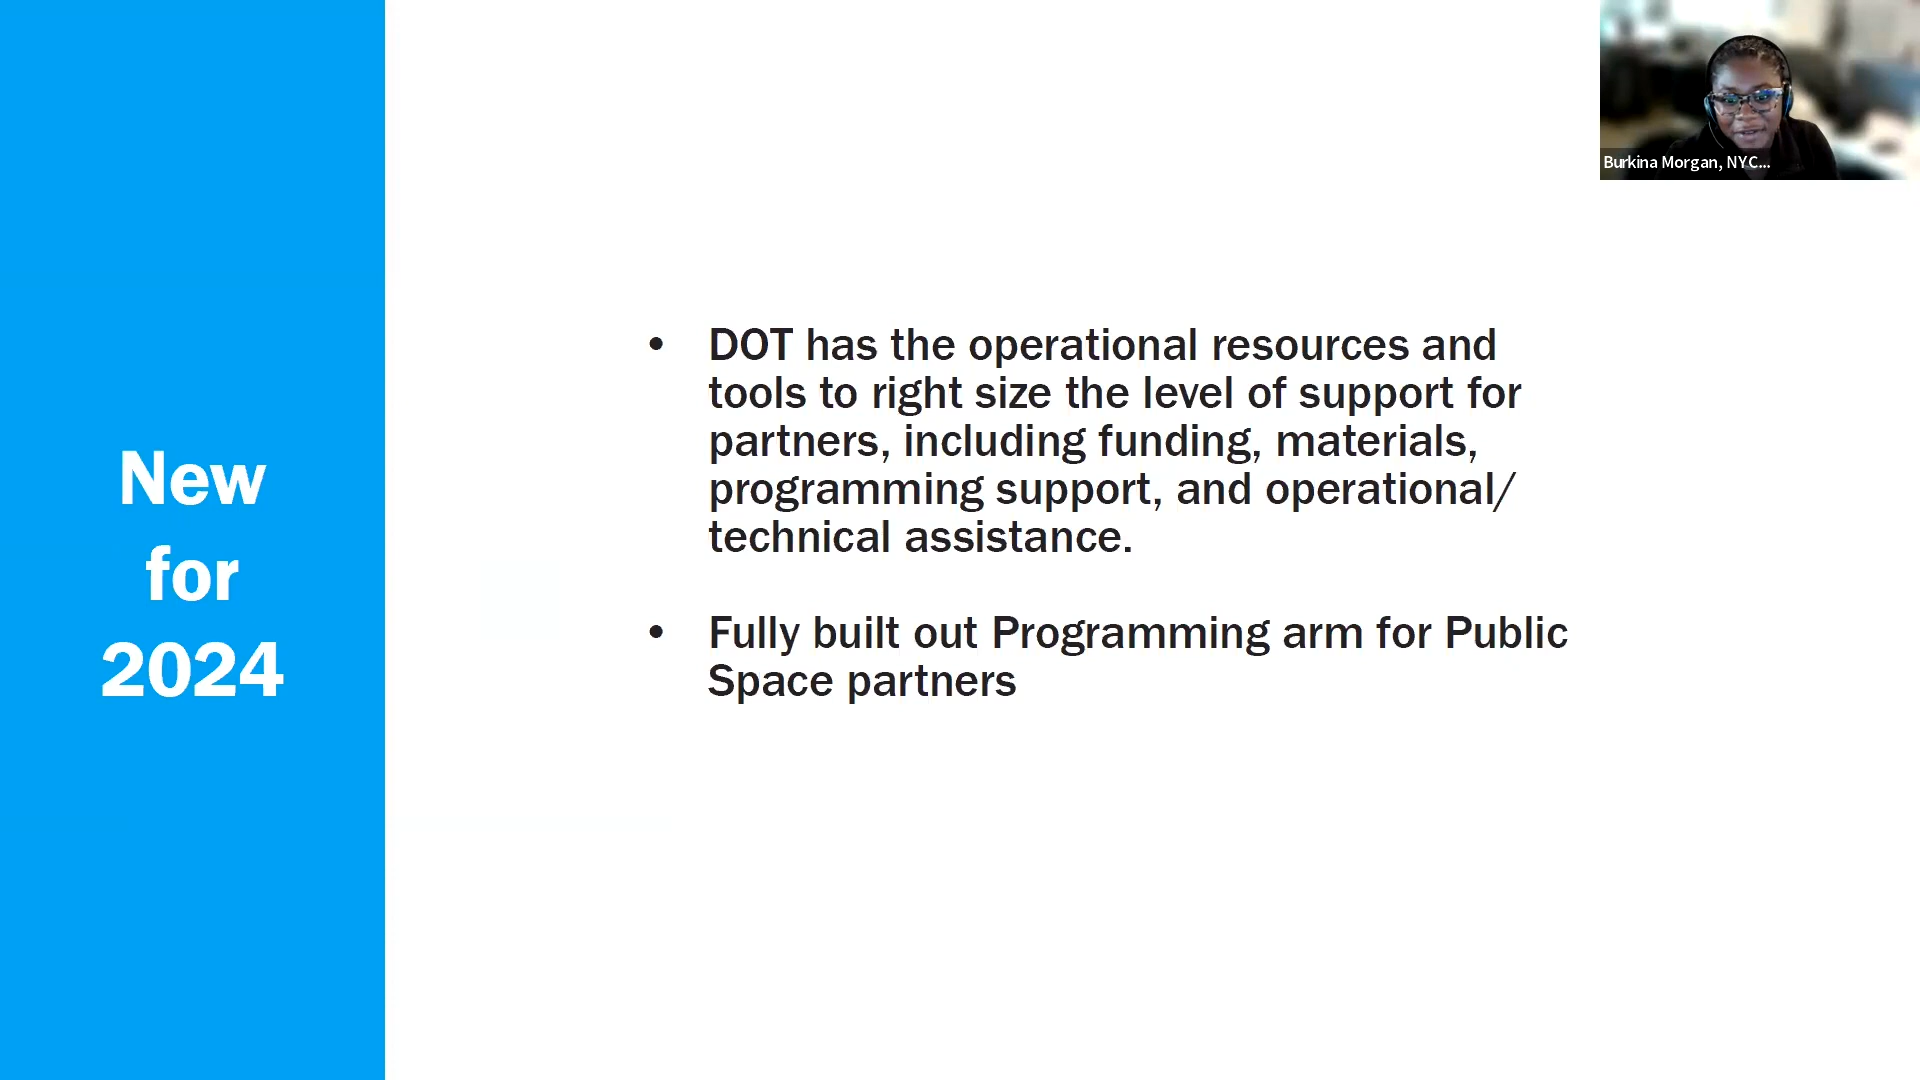 New
for
2024
• DOT has the operational resources and
tools to right size the level of support for
partners, including funding, materials,
programming support, and operational/
technical assistance.
• Fully built out Programming arm for Public
Space partners
Burkina Morgan, NYC...